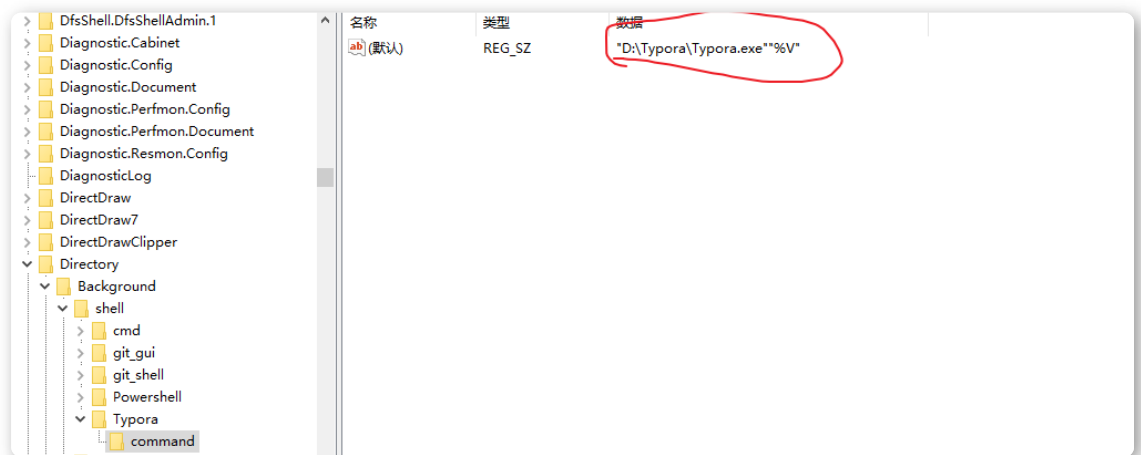 DfsShell.DfsShellAdmin.1
Diagnostic.Cabinet
Diagnostic.Config
Diagnostic.Document
Diagnostic.Perfmon.Config
Diagnostic.Perfmon.Document
Diagnostic.Resmon.Config
DiagnosticLog
DirectDraw
DirectDraw7
DirectDrawClipper
Directory
Background
shell
cmd
git_gui
git_shell
Powershell
Typora
command
名称 类型 数据
ab (默认) REG_SZ "D:\Typora\Typora.exe""%V"